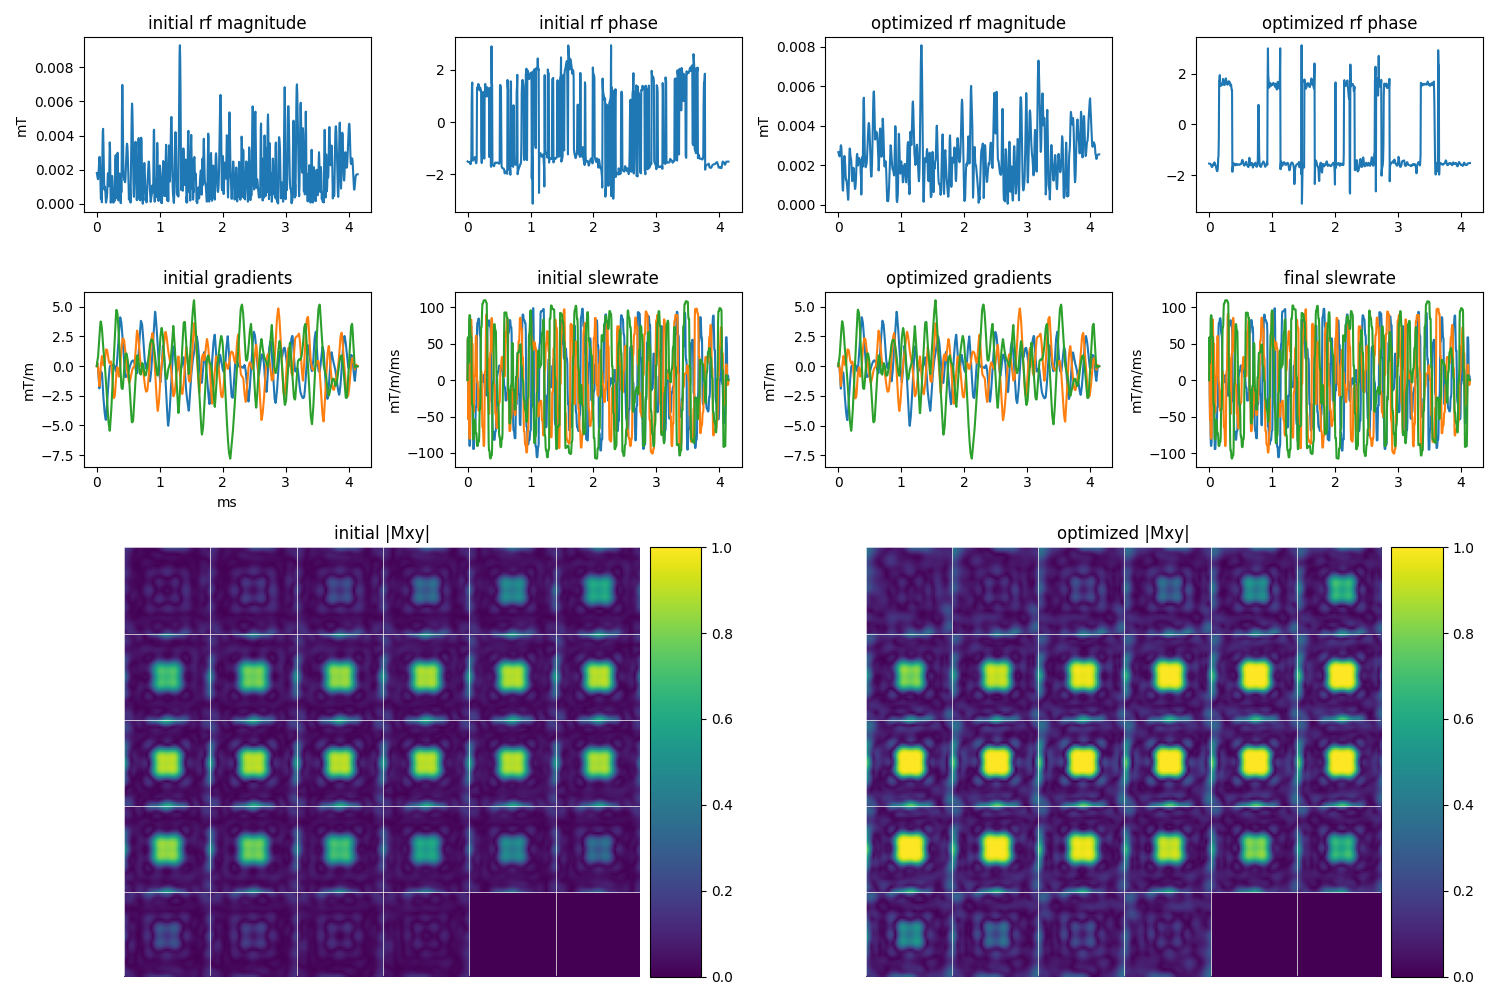 initial rf magnitude
initial rf phase
optimized rf magnitude
optimized rf phase
mT
0.008
0.006
0.004
0.002
0.000
0 1 2 3 4
2
0
−2
0 1 2 3 4
mT
0.008
0.006
0.004
0.002
0.000
0 1 2 3 4
2
0
−2
0 1 2 3 4
initial gradients
initial slewrate
optimized gradients
final slewrate
mT/m
5.0
2.5
0.0
−2.5
−5.0
−7.5
0 1 2 3 4
ms
mT/m/ms
100
50
0
−50
−100
0 1 2 3 4
mT/m
5.0
2.5
0.0
−2.5
−5.0
−7.5
0 1 2 3 4
mT/m/ms
100
50
0
−50
−100
0 1 2 3 4
initial |Mxy|
1.0
0.8
0.6
0.4
0.2
0.0
optimized |Mxy|
1.0
0.8
0.6
0.4
0.2
0.0